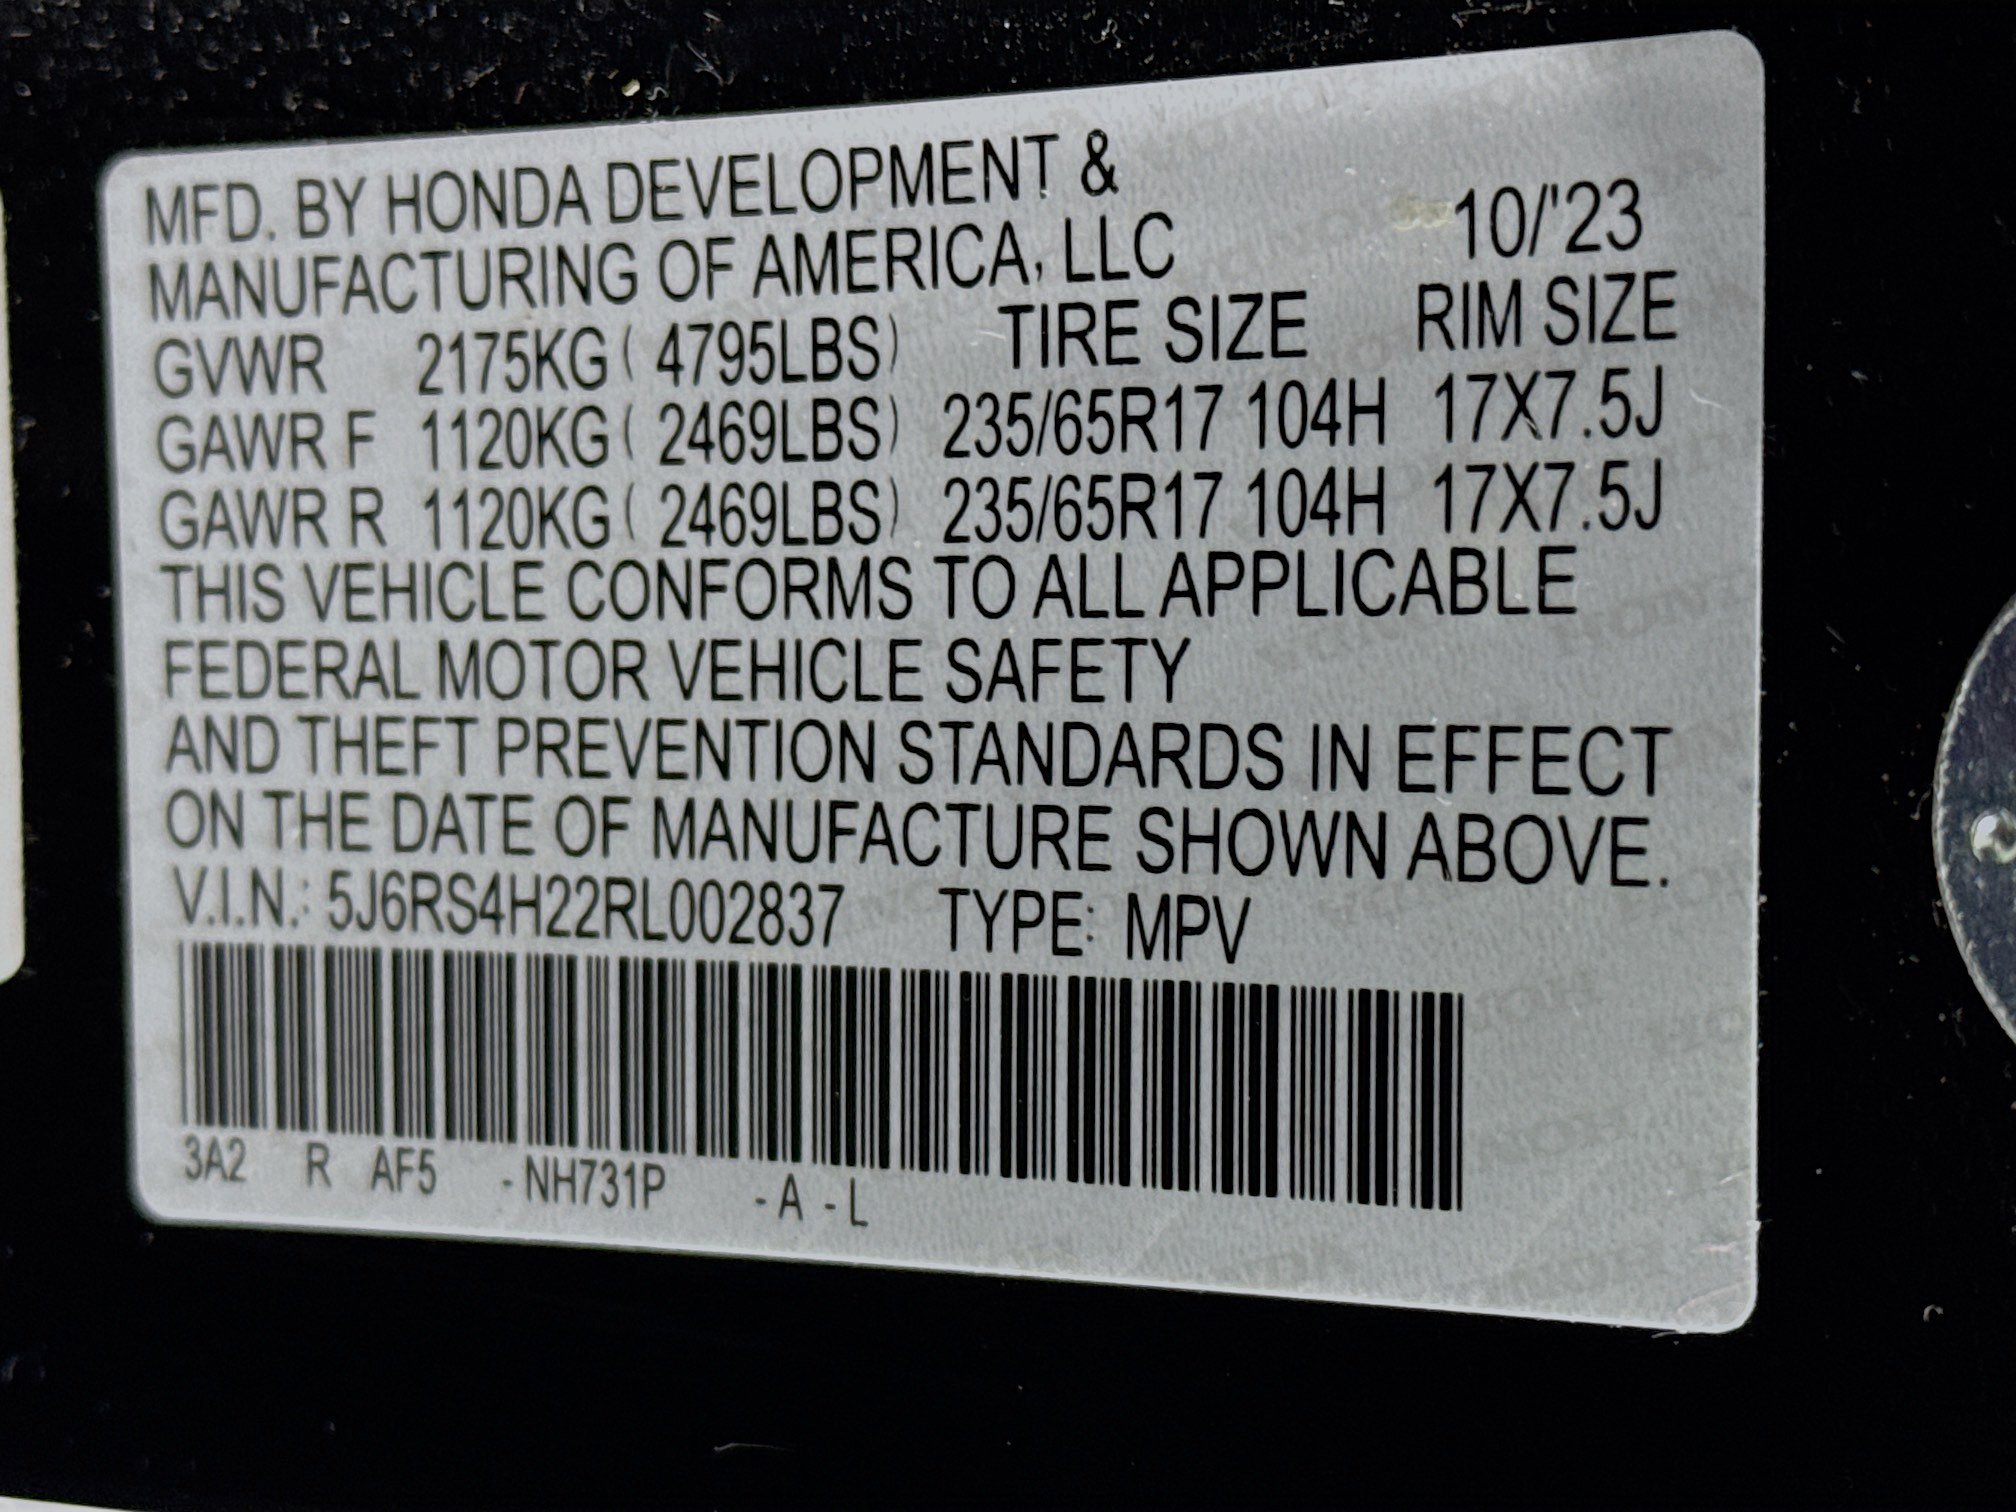 MFD. BY HONDA DEVELOPMENT &
MANUFACTURING OF AMERICA, LLC 10/'23
GVWR 2175KG ( 4795LBS) TIRE SIZE RIM SIZE
GAWR F 1120KG ( 2469LBS) 235/65R17 104H 17X7.5J
GAWR R 1120KG ( 2469LBS) 235/65R17 104H 17X7.5J
THIS VEHICLE CONFORMS TO ALL APPLICABLE
FEDERAL MOTOR VEHICLE SAFETY
AND THEFT PREVENTION STANDARDS IN EFFECT
ON THE DATE OF MANUFACTURE SHOWN ABOVE.
V.I.N.: 5J6RS4H22RL002837 TYPE: MPV
3A2 R AF5 -NH731P -A -L